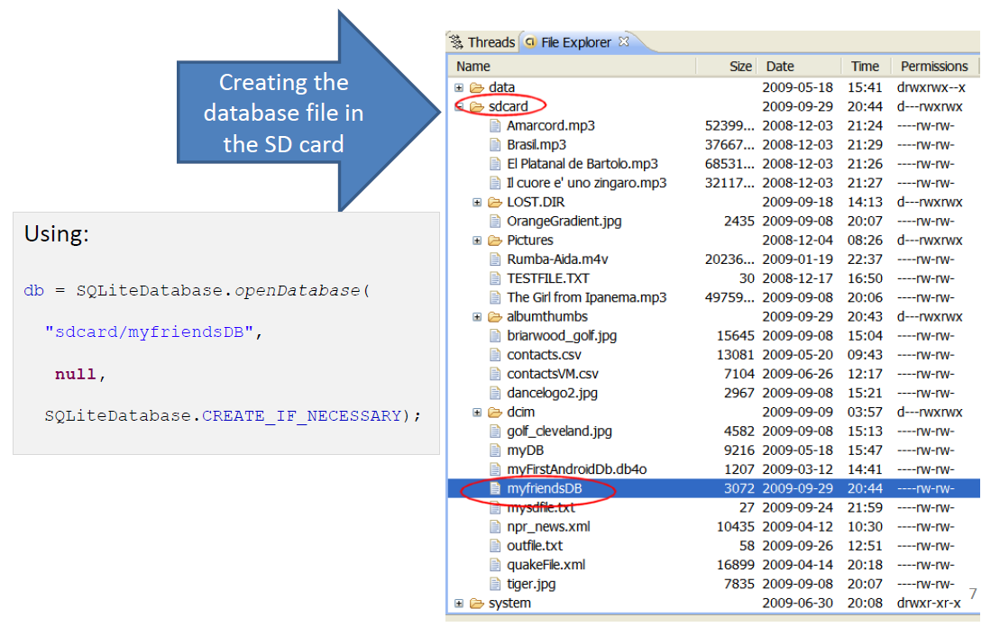 Creating the
database file in
the SD card
Using:
db = SQLiteDatabase.openDatabase(
"sdcard/myfriendsDB",
null,
SQLiteDatabase.CREATE_IF_NECESSARY);
Threads File Explorer
Name Size Date Time Permissions
data 2009-05-18 15:41 drwxrwx--x
sdcard 2009-09-29 20:44 d---rwxrwx
Amarcord.mp3 52399... 2008-12-03 21:24 ----rw-rw-
Brasil.mp3 37667... 2008-12-03 21:29 ----rw-rw-
El Platanal de Bartolo.mp3 68531... 2008-12-03 21:26 ----rw-rw-
Il cuore e' uno zingaro.mp3 32117... 2008-12-03 21:27 ----rw-rw-
LOST.DIR 2009-09-18 14:13 d---rwxrwx
OrangeGradient.jpg 2435 2009-09-08 20:07 ----rw-rw-
Pictures 2008-12-04 08:26 d---rwxrwx
Rumba-Aida.m4v 20236... 2009-01-19 22:37 ----rw-rw-
TESTFILE.TXT 30 2008-12-17 16:50 ----rw-rw-
The Girl from Ipanema.mp3 49759... 2009-09-08 20:06 ----rw-rw-
albumthumbs 2009-09-29 20:43 d---rwxrwx
briarwood_golf.jpg 15645 2009-09-08 15:04 ----rw-rw-
contacts.csv 13081 2009-05-20 09:43 ----rw-rw-
contactsVM.csv 7104 2009-06-26 12:17 ----rw-rw-
dancelogo2.jpg 2967 2009-09-08 15:21 ----rw-rw-
dcim 2009-09-09 03:57 d---rwxrwx
golf_cleveland.jpg 4582 2009-09-08 15:13 ----rw-rw-
myDB 9216 2009-05-18 15:47 ----rw-rw-
myFirstAndroidDb.db4o 1207 2009-03-12 14:41 ----rw-rw-
myfriendsDB 3072 2009-09-29 20:44 ----rw-rw-
mysdfile.txt 27 2009-09-24 21:59 ----rw-rw-
npr_news.xml 10435 2009-04-12 10:30 ----rw-rw-
outfile.txt 58 2009-09-26 12:51 ----rw-rw-
quakeFile.xml 16899 2009-04-14 20:18 ----rw-rw-
tiger.jpg 7835 2009-09-08 20:07 ----rw-rw-
system 2009-06-30 20:08 drwxr-xr-x
7